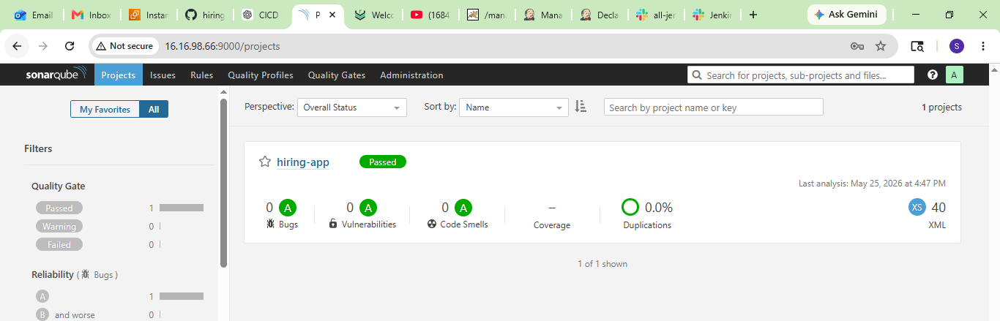 Email
Inbox
Instan
hiring
CICD
P
Welco
(1684
/mana
Mana
Decla
all-jer
Jenkir
Ask Gemini
Not secure
16.16.98.66:9000/projects
S
sonarqube
Projects
Issues
Rules
Quality Profiles
Quality Gates
Administration
Search for projects, sub-projects and files...
A
My Favorites
All
Perspective:
Overall Status
Sort by:
Name
Search by project name or key
1 projects
Filters
Quality Gate
Passed 1
Warning 0
Failed 0
Reliability ( Bugs )
A 1
B and worse 0
hiring-app
Passed
Last analysis: May 25, 2026 at 4:47 PM
0 A
Bugs
0 A
Vulnerabilities
0 A
Code Smells
–
Coverage
0.0%
Duplications
XS 40
XML
1 of 1 shown